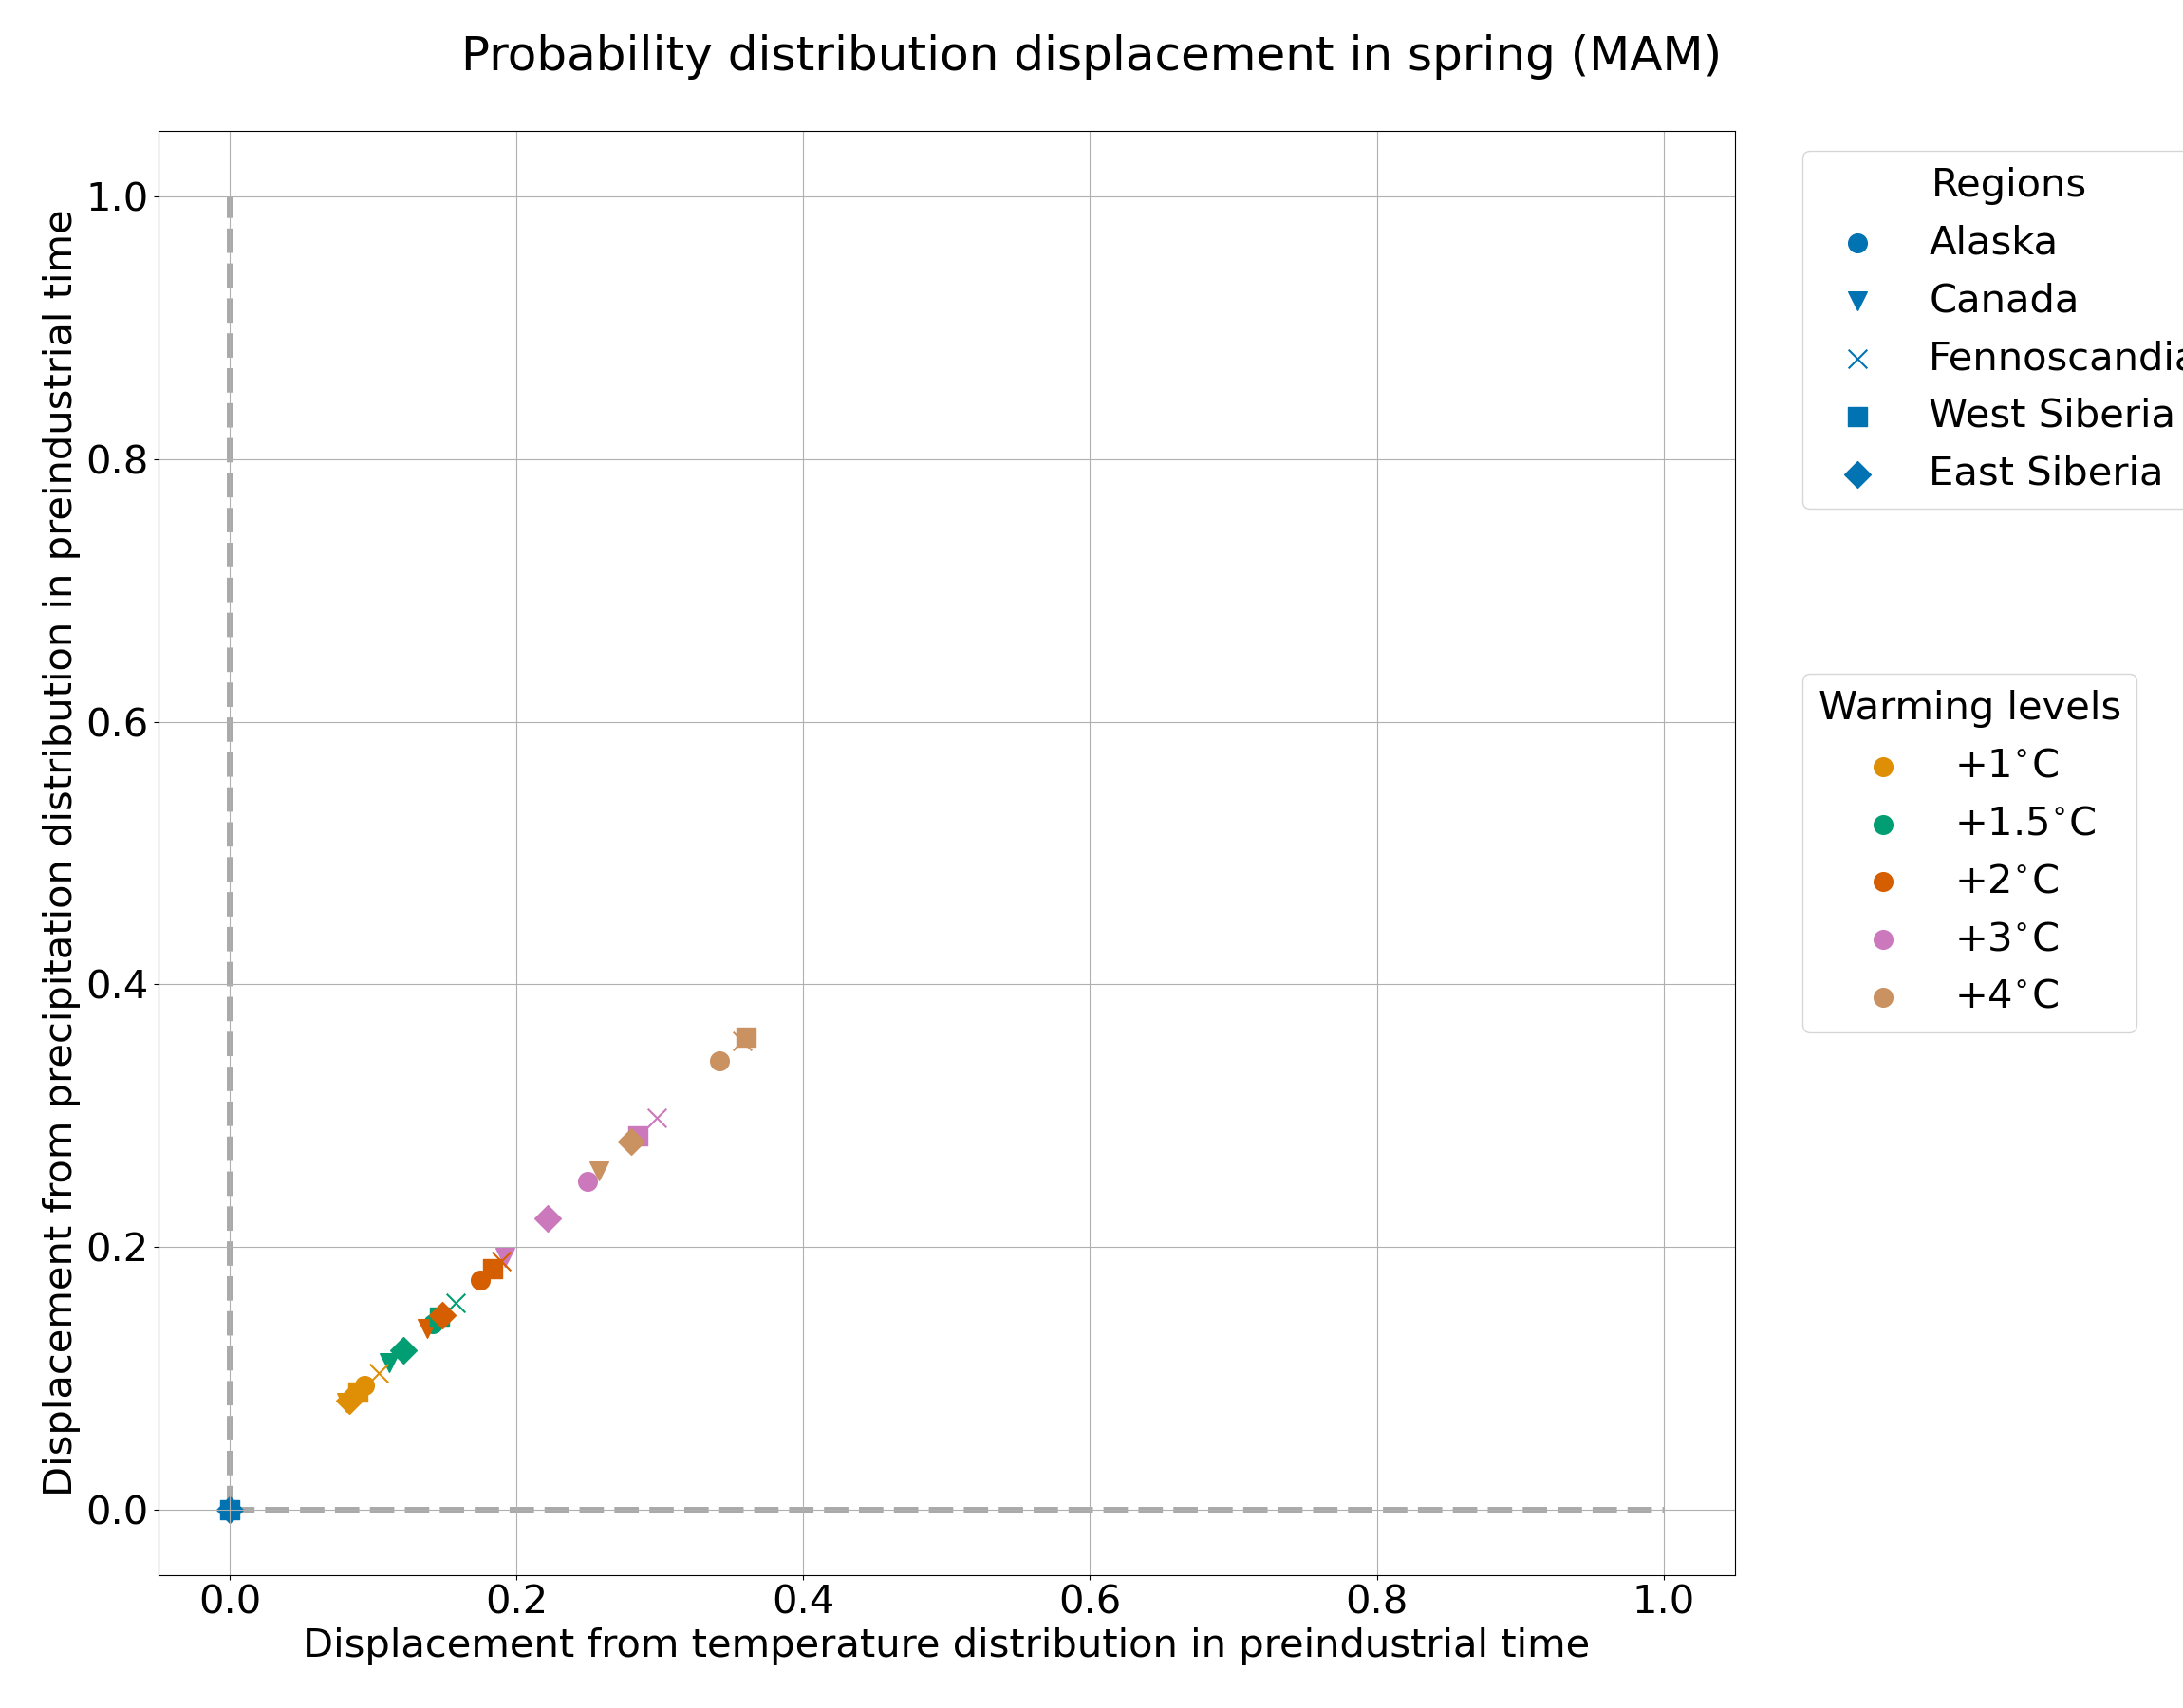 Probability distribution displacement in spring (MAM)
Displacement from precipitation distribution in preindustrial time
1.0
0.8
0.6
0.4
0.2
0.0
0.0 0.2 0.4 0.6 0.8 1.0
Displacement from temperature distribution in preindustrial time
Regions
Alaska
Canada
Fennoscandia
West Siberia
East Siberia
Warming levels
+1°C
+1.5°C
+2°C
+3°C
+4°C